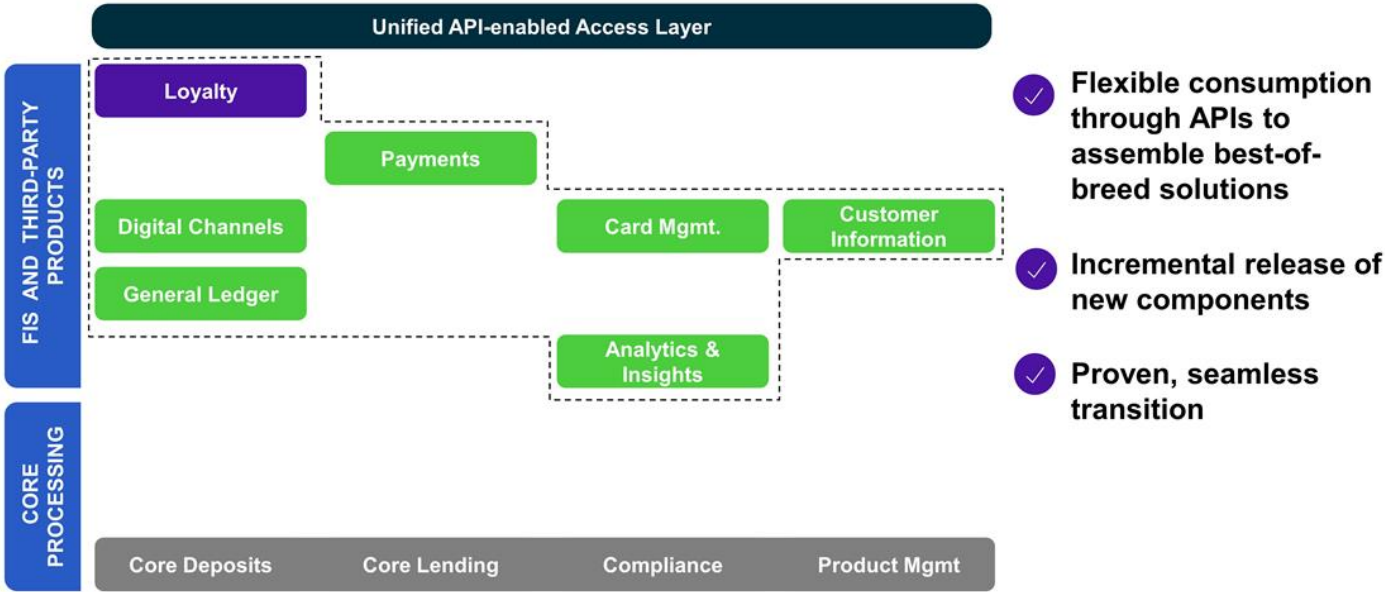 Unified API-enabled Access Layer
FIS AND THIRD-PARTY
PRODUCTS
Loyalty
Payments
Digital Channels
Card Mgmt.
Customer
Information
General Ledger
Analytics &
Insights
CORE
PROCESSING
Core Deposits
Core Lending
Compliance
Product Mgmt
Flexible consumption
through APIs to
assemble best-of-
breed solutions
Incremental release of
new components
Proven, seamless
transition